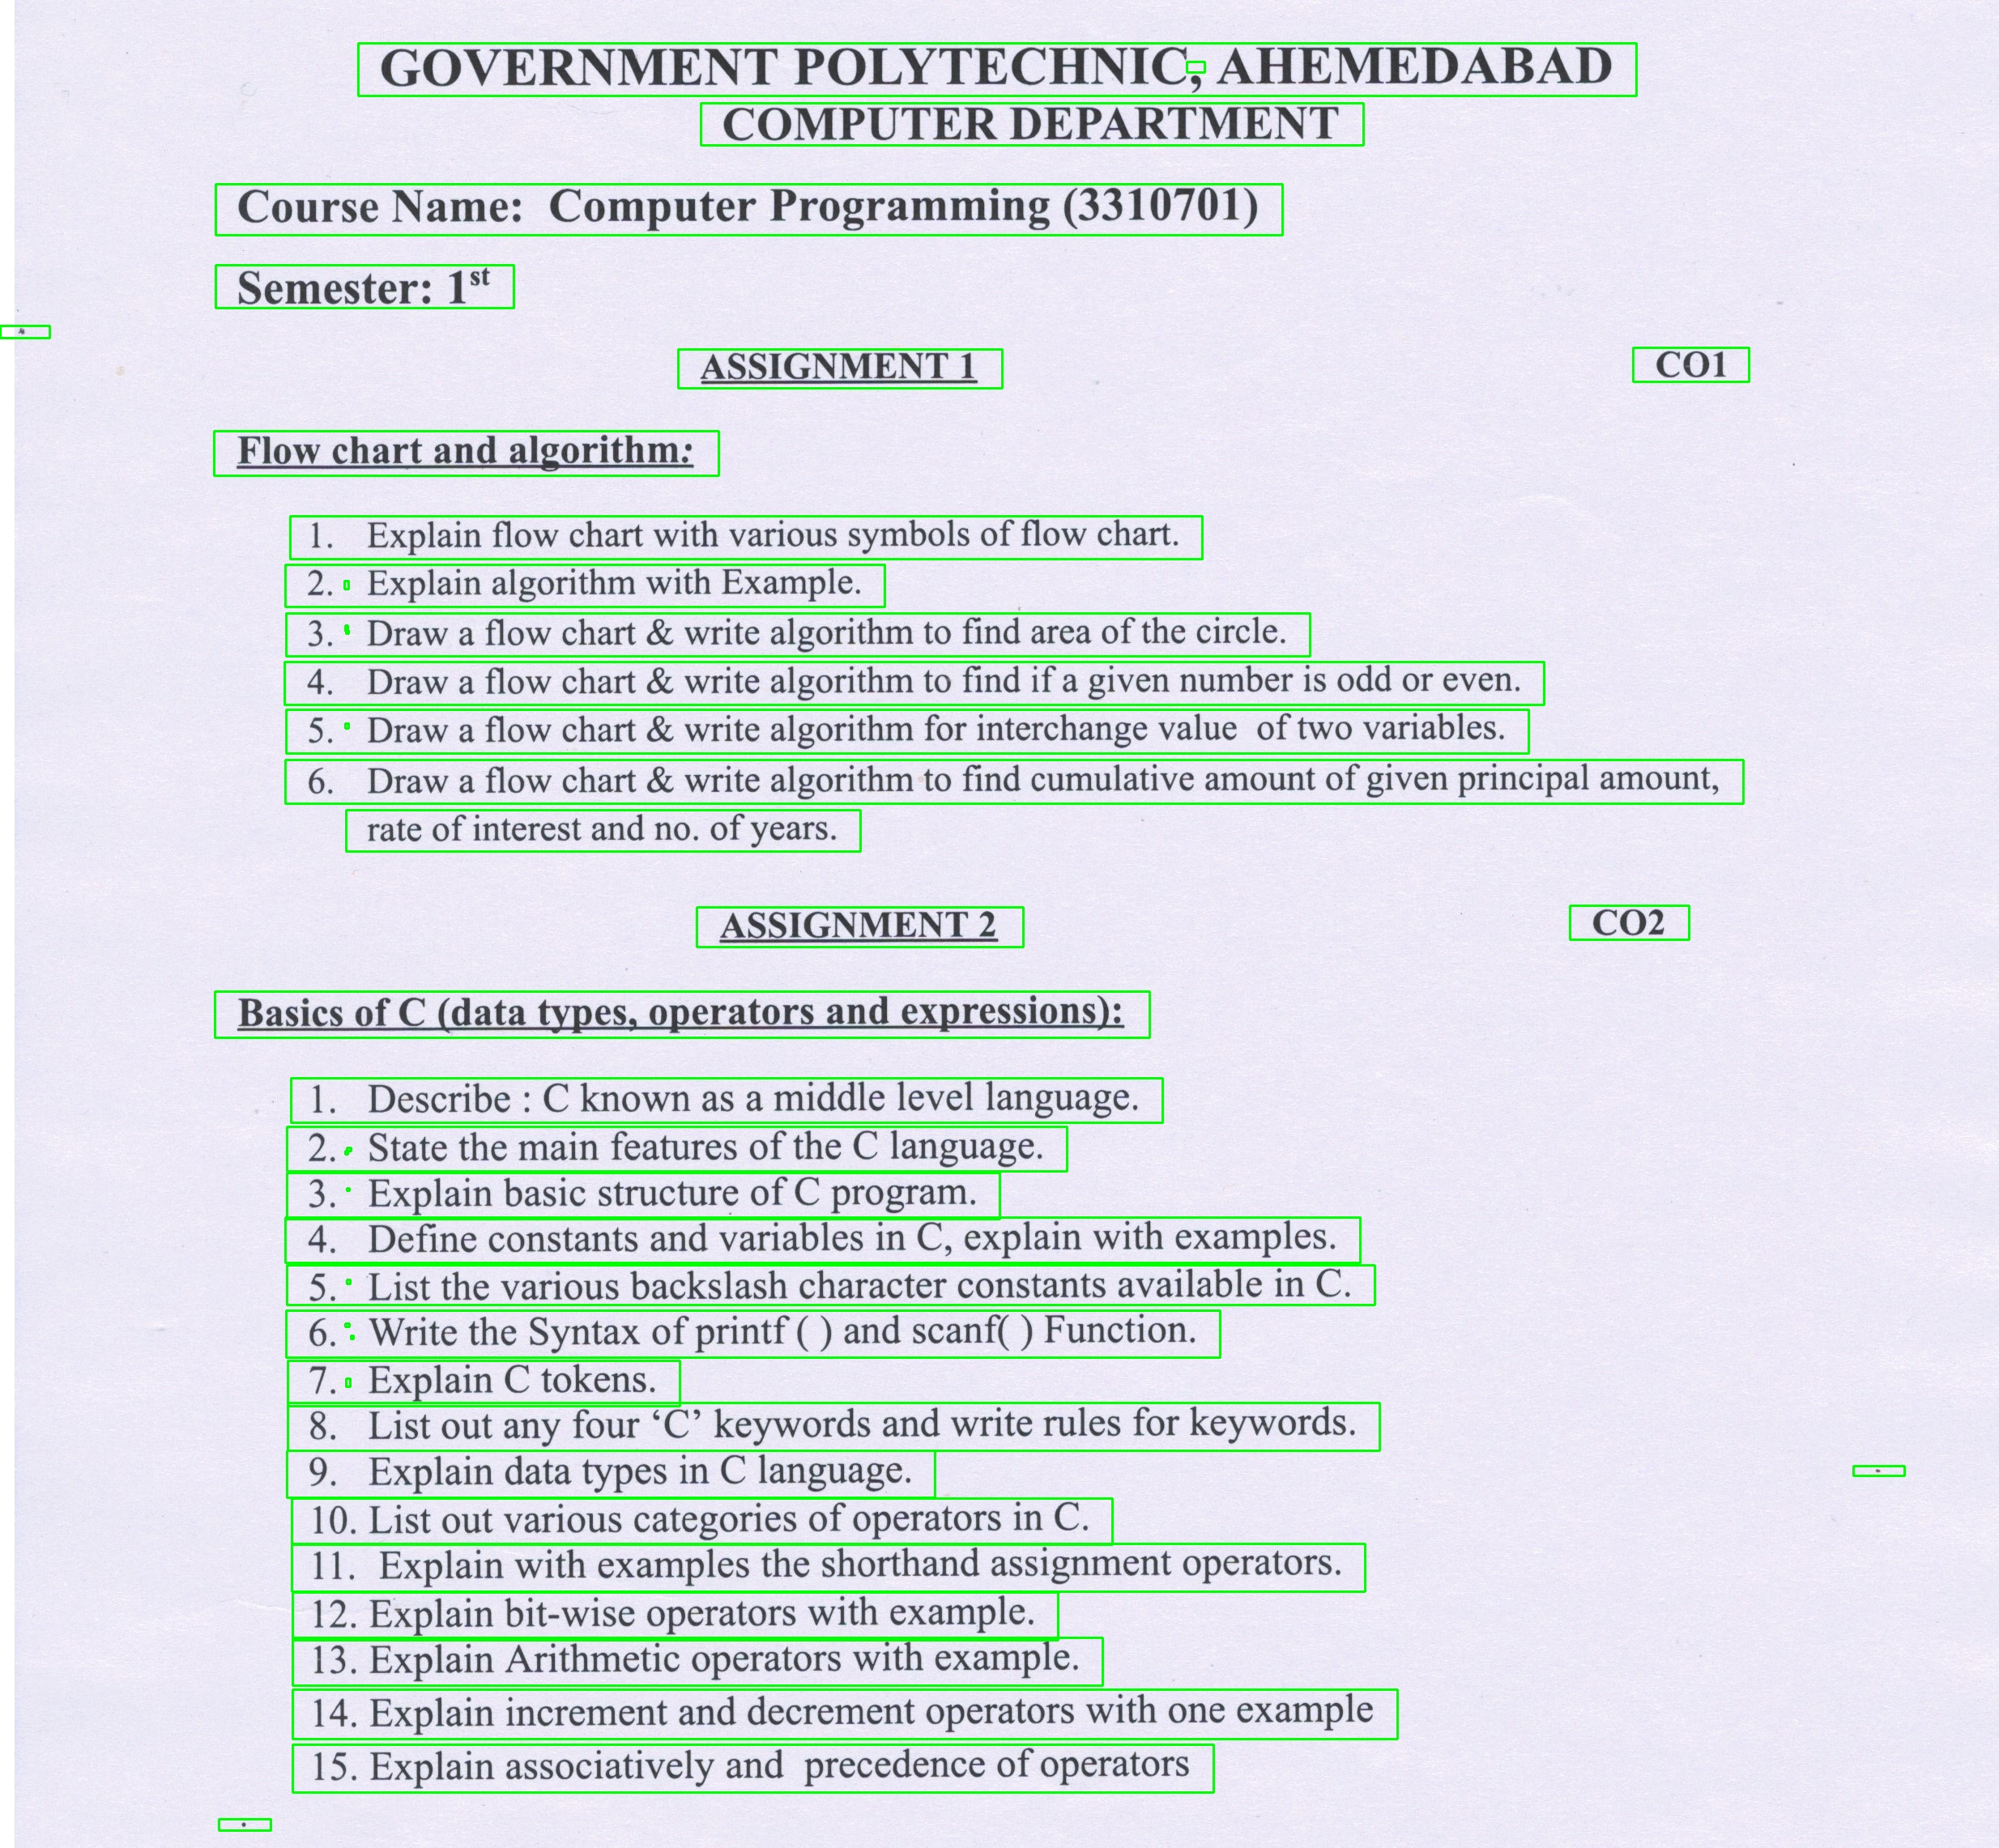 GOVERNMENT POLYTECHNIC, AHEMEDABAD
COMPUTER DEPARTMENT
Course Name: Computer Programming (3310701)
Semester: 1st
ASSIGNMENT 1 CO1
Flow chart and algorithm:
1. Explain flow chart with various symbols of flow chart.
2. Explain algorithm with Example.
3. Draw a flow chart & write algorithm to find area of the circle.
4. Draw a flow chart & write algorithm to find if a given number is odd or even.
5. Draw a flow chart & write algorithm for interchange value of two variables.
6. Draw a flow chart & write algorithm to find cumulative amount of given principal amount,
rate of interest and no. of years.
ASSIGNMENT 2 CO2
Basics of C (data types, operators and expressions):
1. Describe : C known as a middle level language.
2. State the main features of the C language.
3. Explain basic structure of C program.
4. Define constants and variables in C, explain with examples.
5. List the various backslash character constants available in C.
6. Write the Syntax of printf ( ) and scanf( ) Function.
7. Explain C tokens.
8. List out any four ‘C’ keywords and write rules for keywords.
9. Explain data types in C language.
10. List out various categories of operators in C.
11. Explain with examples the shorthand assignment operators.
12. Explain bit-wise operators with example.
13. Explain Arithmetic operators with example.
14. Explain increment and decrement operators with one example
15. Explain associatively and precedence of operators